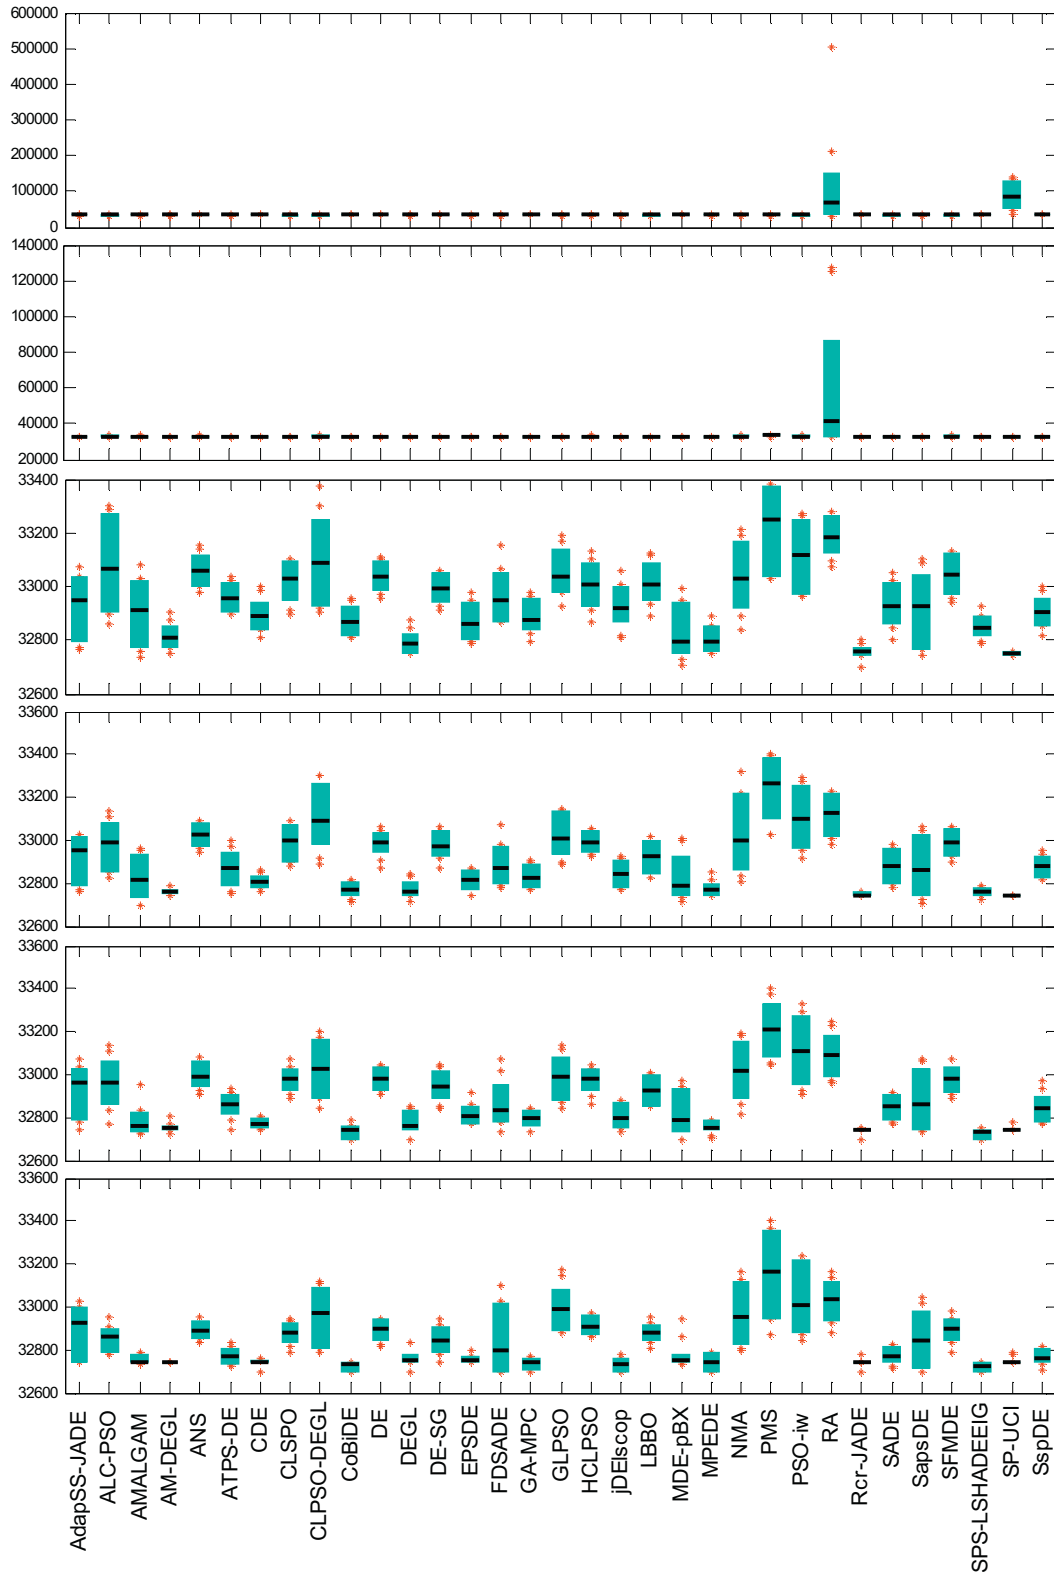 600000
500000
400000
300000
200000
100000
0
140000
120000
100000
80000
60000
40000
20000
33400
33200
33000
32800
32600
33600
33400
33200
33000
32800
32600
33600
33400
33200
33000
32800
32600
33600
33400
33200
33000
32800
32600
AdapSS-JADE
ALC-PSO
AMALGAM
AM-DEGL
ANS
ATPS-DE
CDE
CLSPO
CLPSO-DEGL
CoBiDE
DE
DEGL
DE-SG
EPSDE
FDSADE
GA-MPC
GLPSO
HCLPSO
jDElscop
LBBO
MDE-pBX
MPEDE
NMA
PMS
PSO-iw
RA
Rcr-JADE
SADE
SapsDE
SFMDE
SPS-LSHADEEIG
SP-UCI
SspDE